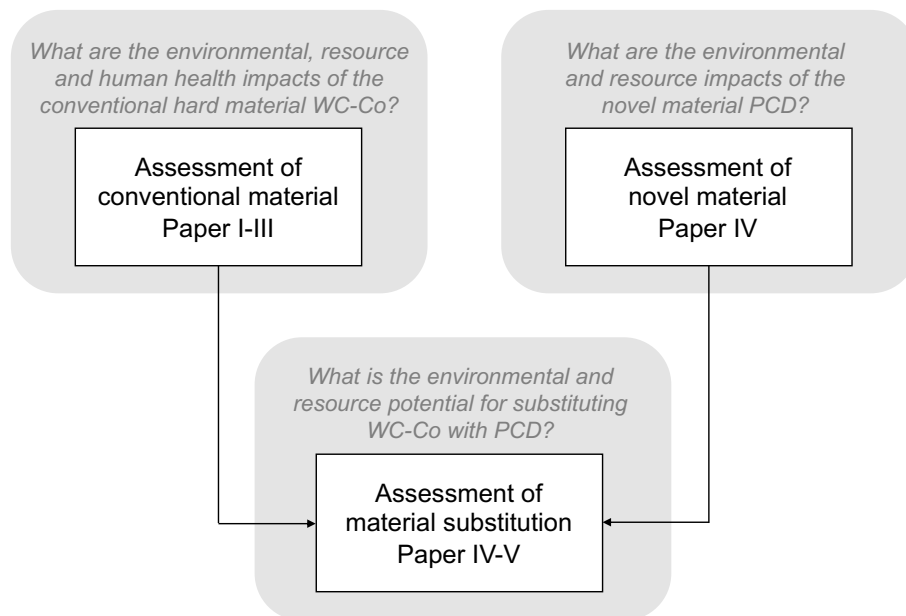 What are the environmental, resource
and human health impacts of the
conventional hard material WC-Co?
Assessment of
conventional material
Paper I-III
What are the environmental
and resource impacts of the
novel material PCD?
Assessment of
novel material
Paper IV
What is the environmental and
resource potential for substituting
WC-Co with PCD?
Assessment of
material substitution
Paper IV-V